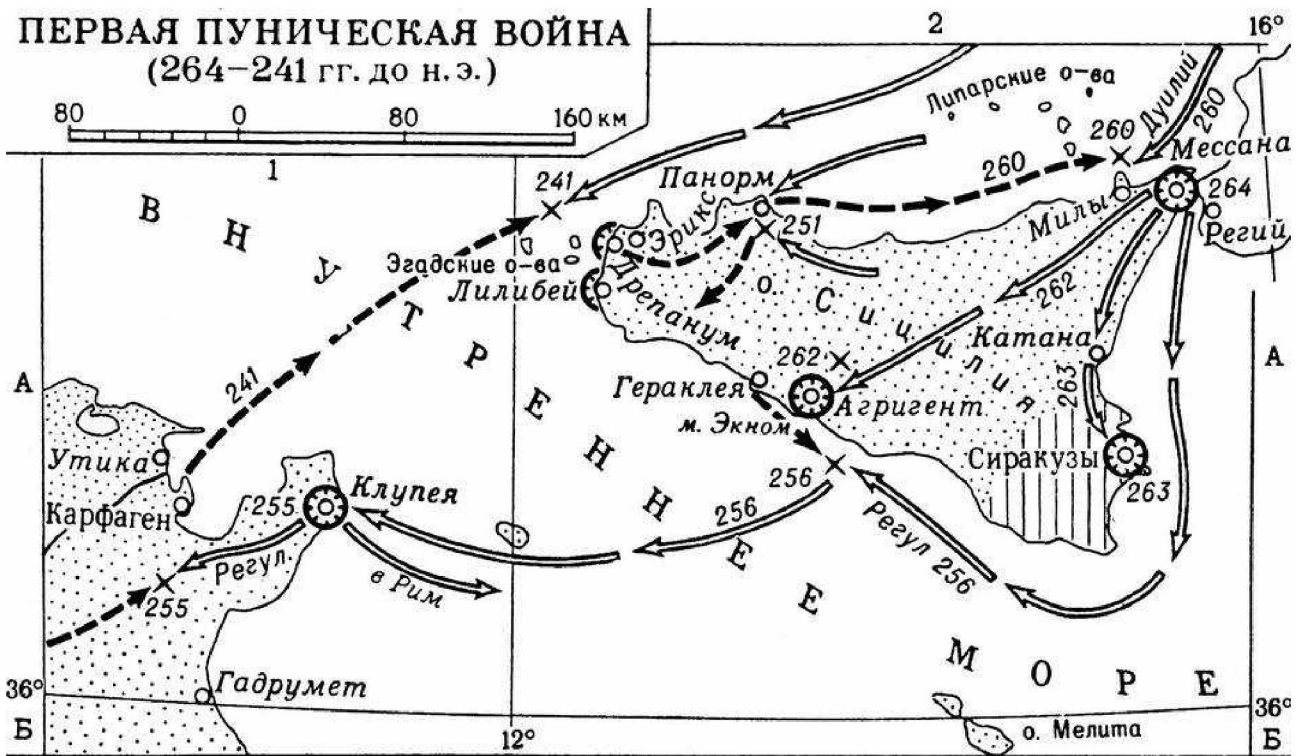 ПЕРВАЯ ПУНИЧЕСКАЯ ВОЙНА
(264–241 гг. до н.э.)
80 0 80 160 км
1
2
16°
Липарские о-ва
Дуилий
260
260
Мессана
264
Регий
Милы
260
241
Панорм
251
Эрикс
Эгадские о-ва
Дрепанум
Лилибей
о. Сицилия
262
262
Катана
263
Гераклея
Агригент
м. Экном
Сиракузы
263
256
256
Регул 256
241
А
А
Утика
Карфаген
255
Клупея
Регул
255
в Рим
Гадрумет
ВНУТРЕННЕЕ МОРЕ
36°
36°
Б
Б
12°
о. Мелита